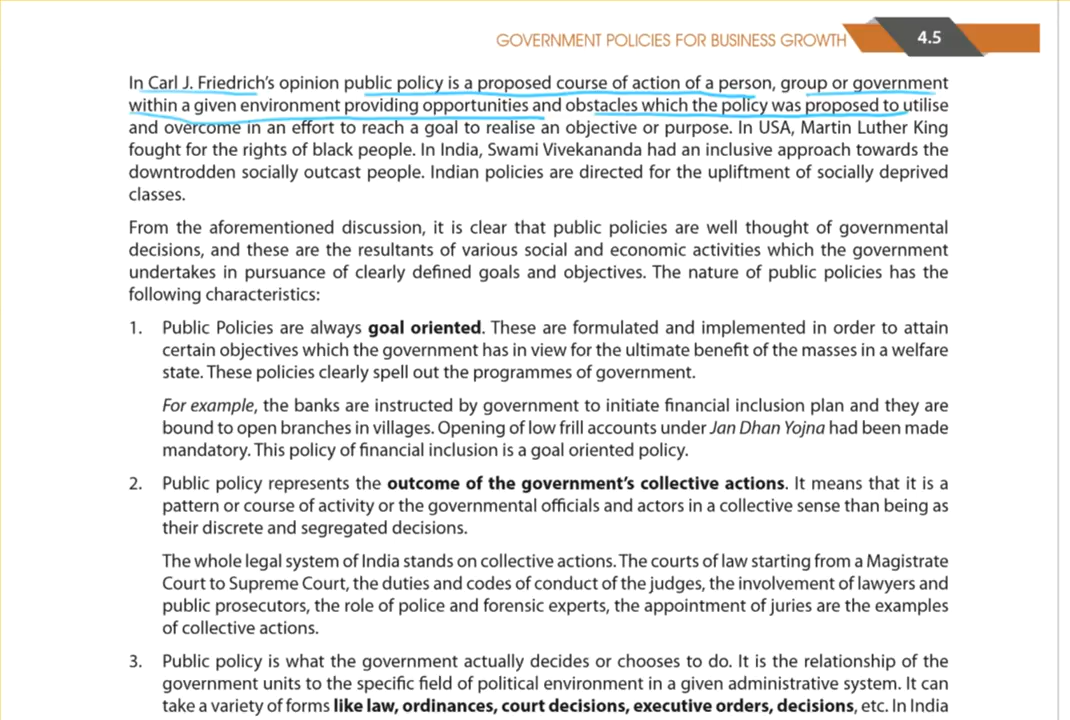 GOVERNMENT POLICIES FOR BUSINESS GROWTH 4.5
In Carl J. Friedrich's opinion public policy is a proposed course of action of a person, group or government
within a given environment providing opportunities and obstacles which the policy was proposed to utilise
and overcome in an effort to reach a goal to realise an objective or purpose. In USA, Martin Luther King
fought for the rights of black people. In India, Swami Vivekananda had an inclusive approach towards the
downtrodden socially outcast people. Indian policies are directed for the upliftment of socially deprived
classes.
From the aforementioned discussion, it is clear that public policies are well thought of governmental
decisions, and these are the resultants of various social and economic activities which the government
undertakes in pursuance of clearly defined goals and objectives. The nature of public policies has the
following characteristics:
1. Public Policies are always goal oriented. These are formulated and implemented in order to attain
certain objectives which the government has in view for the ultimate benefit of the masses in a welfare
state. These policies clearly spell out the programmes of government.
For example, the banks are instructed by government to initiate financial inclusion plan and they are
bound to open branches in villages. Opening of low frill accounts under Jan Dhan Yojna had been made
mandatory. This policy of financial inclusion is a goal oriented policy.
2. Public policy represents the outcome of the government's collective actions. It means that it is a
pattern or course of activity or the governmental officials and actors in a collective sense than being as
their discrete and segregated decisions.
The whole legal system of India stands on collective actions. The courts of law starting from a Magistrate
Court to Supreme Court, the duties and codes of conduct of the judges, the involvement of lawyers and
public prosecutors, the role of police and forensic experts, the appointment of juries are the examples
of collective actions.
3. Public policy is what the government actually decides or chooses to do. It is the relationship of the
government units to the specific field of political environment in a given administrative system. It can
take a variety of forms like law, ordinances, court decisions, executive orders, decisions, etc. In India